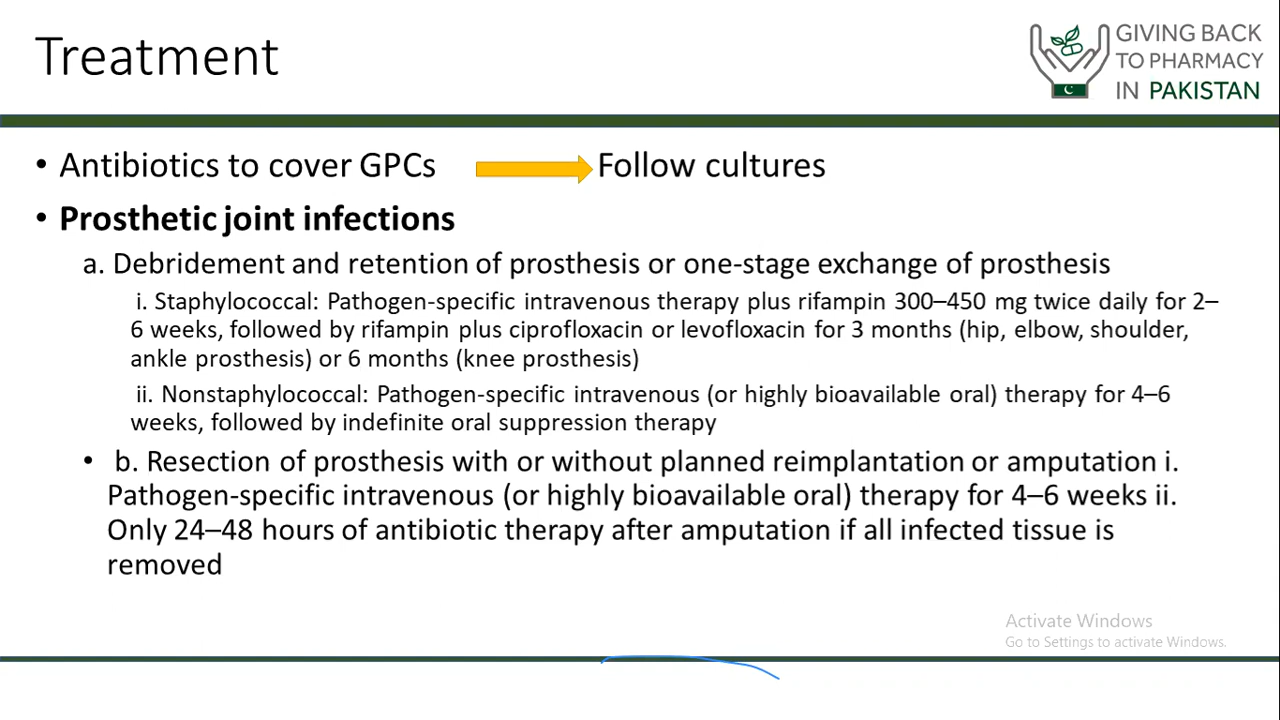 Treatment
GIVING BACK
TO PHARMACY
IN PAKISTAN
• Antibiotics to cover GPCs Follow cultures
• Prosthetic joint infections
a. Debridement and retention of prosthesis or one-stage exchange of prosthesis
i. Staphylococcal: Pathogen-specific intravenous therapy plus rifampin 300–450 mg twice daily for 2–
6 weeks, followed by rifampin plus ciprofloxacin or levofloxacin for 3 months (hip, elbow, shoulder,
ankle prosthesis) or 6 months (knee prosthesis)
ii. Nonstaphylococcal: Pathogen-specific intravenous (or highly bioavailable oral) therapy for 4–6
weeks, followed by indefinite oral suppression therapy
• b. Resection of prosthesis with or without planned reimplantation or amputation i.
Pathogen-specific intravenous (or highly bioavailable oral) therapy for 4–6 weeks ii.
Only 24–48 hours of antibiotic therapy after amputation if all infected tissue is
removed
Activate Windows
Go to Settings to activate Windows.